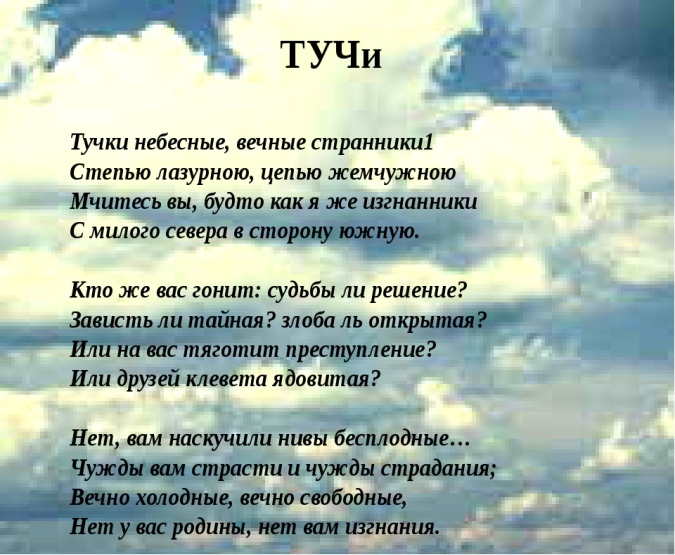 ТУЧи
Тучки небесные, вечные странники1
Степью лазурною, цепью жемчужною
Мчитесь вы, будто как я же изгнанники
С милого севера в сторону южную.
Кто же вас гонит: судьбы ли решение?
Зависть ли тайная? злоба ль открытая?
Или на вас тяготит преступление?
Или друзей клевета ядовитая?
Нет, вам наскучили нивы бесплодные…
Чужды вам страсти и чужды страдания;
Вечно холодные, вечно свободные,
Нет у вас родины, нет вам изгнания.